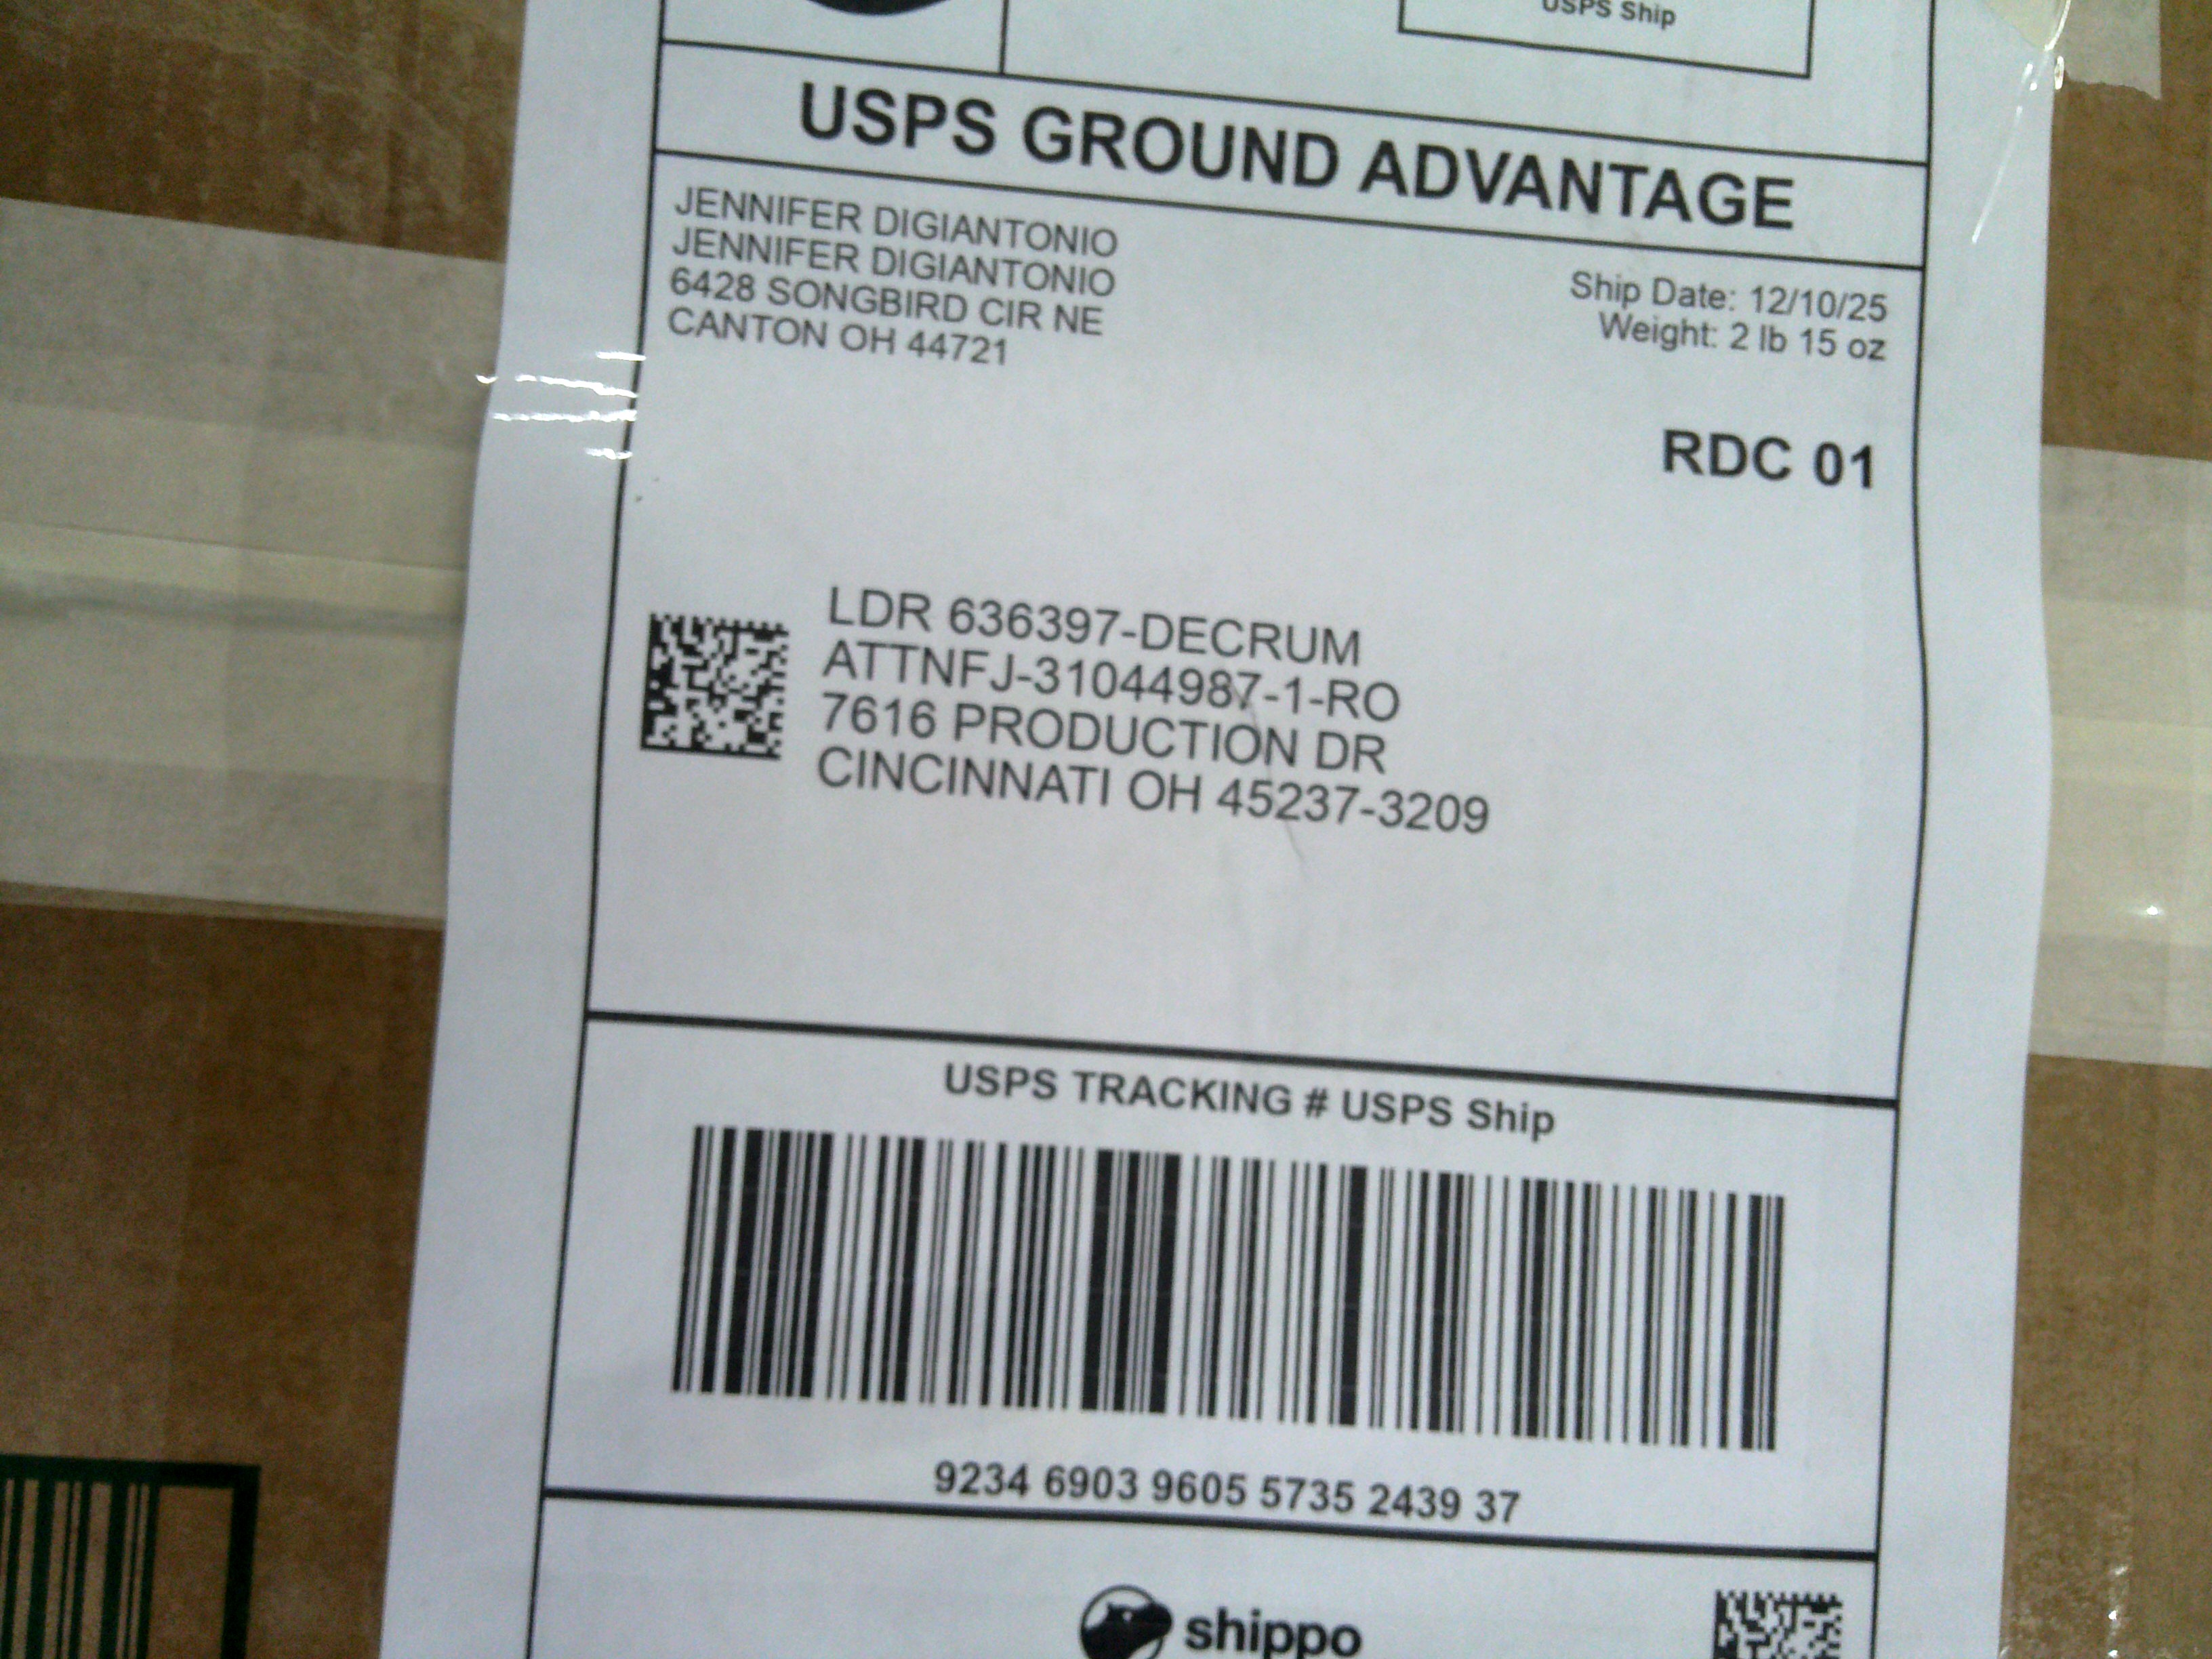 USPS Ship
USPS GROUND ADVANTAGE
JENNIFER DIGIANTONIO
JENNIFER DIGIANTONIO
6428 SONGBIRD CIR NE
CANTON OH 44721
Ship Date: 12/10/25
Weight: 2 lb 15 oz
RDC 01
LDR 636397-DECRUM
ATTNFJ-31044987-1-RO
7616 PRODUCTION DR
CINCINNATI OH 45237-3209
USPS TRACKING # USPS Ship
9234 6903 9605 5735 2439 37
shippo